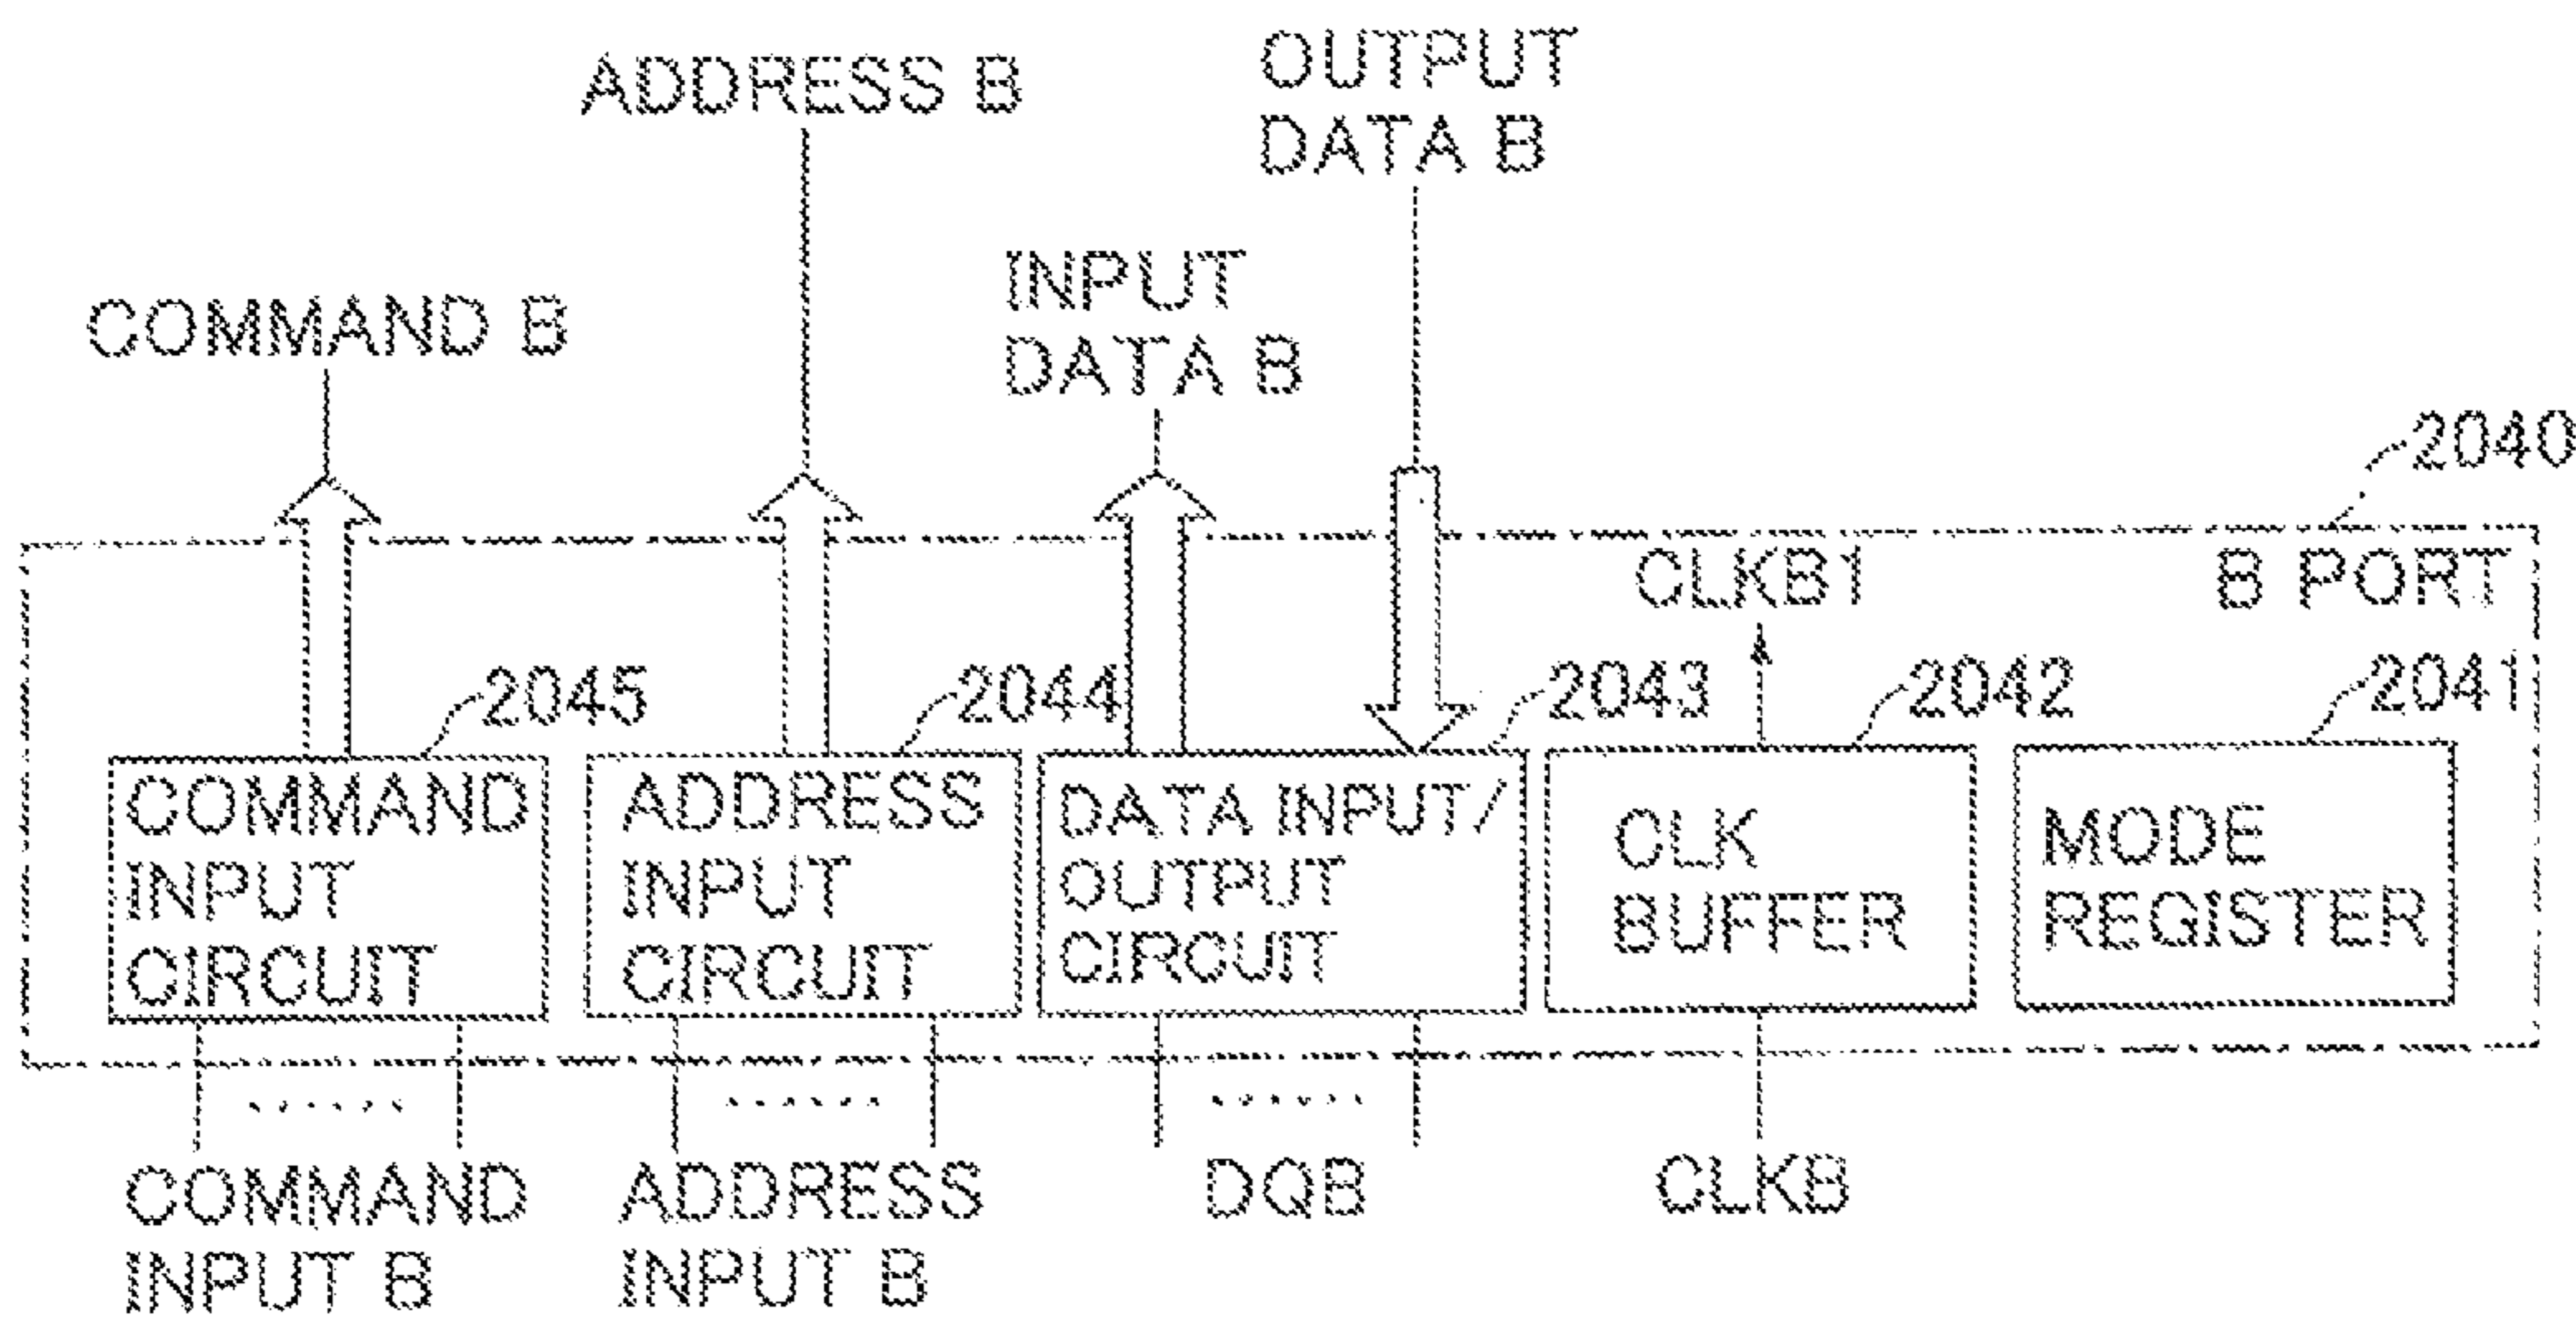 OUTPUT
DATA B
ADDRESS B
INPUT
DATA B
COMMAND B
2040
CLKB1
B PORT
2045
2044
2043
2042
2041
COMMAND
INPUT
CIRCUIT
ADDRESS
INPUT
CIRCUIT
DATA INPUT/
OUTPUT
CIRCUIT
CLK
BUFFER
MODE
REGISTER
COMMAND
INPUT B
ADDRESS
INPUT B
DQB
CLKB